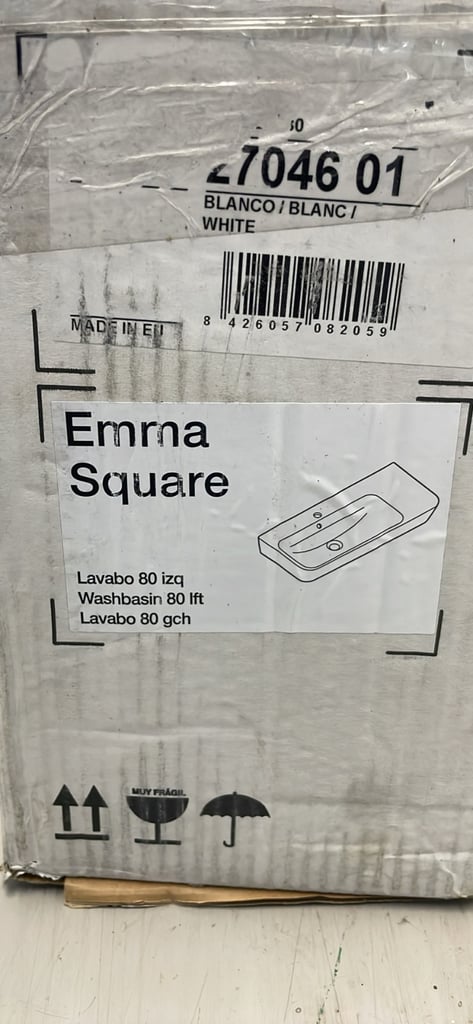 27046 01
BLANCO / BLANC /
WHITE
MADE IN EU
8 426057 082059
Emma
Square
Lavabo 80 izq
Washbasin 80 lft
Lavabo 80 gch
MUY FRÁGIL